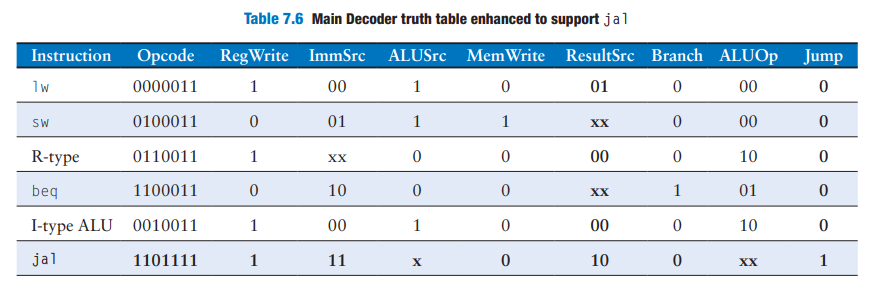 Table 7.6 Main Decoder truth table enhanced to support jal
Instruction Opcode RegWrite ImmSrc ALUSrc MemWrite ResultSrc Branch ALUOp Jump
lw 0000011 1 00 1 0 01 0 00 0
sw 0100011 0 01 1 1 xx 0 00 0
R-type 0110011 1 xx 0 0 00 0 10 0
beq 1100011 0 10 0 0 xx 1 01 0
I-type ALU 0010011 1 00 1 0 00 0 10 0
jal 1101111 1 11 x 0 10 0 xx 1